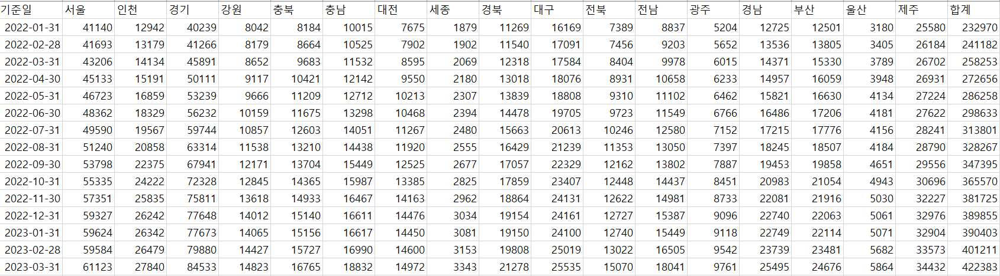 기준일 서울 인천 경기 강원 충북 충남 대전 세종 경북 대구 전북 전남 광주 경남 부산 울산 제주 합계
2022-01-31 41140 12942 40239 8042 8184 10015 7675 1879 11269 16169 7389 8837 5204 12725 12501 3180 25580 232970
2022-02-28 41693 13179 41266 8179 8664 10525 7902 1902 11540 17091 7456 9203 5652 13536 13805 3405 26184 241182
2022-03-31 43206 14134 45891 8652 9683 11532 8595 2069 12318 17584 8404 9978 6015 14371 15330 3789 26702 258253
2022-04-30 45133 15191 50111 9117 10421 12142 9550 2180 13018 18076 8931 10658 6233 14957 16059 3948 26931 272656
2022-05-31 46723 16859 53239 9666 11209 12712 10213 2307 13839 18808 9310 11102 6462 15821 16630 4134 27224 286258
2022-06-30 48362 18329 56232 10159 11675 13298 10468 2394 14478 19705 9723 11549 6766 16486 17206 4181 27622 298633
2022-07-31 49590 19567 59744 10857 12603 14051 11267 2480 15663 20613 10246 12580 7152 17215 17776 4156 28241 313801
2022-08-31 51240 20858 63314 11538 13210 14438 11920 2555 16429 21239 11353 13050 7397 18245 18507 4184 28790 328267
2022-09-30 53798 22375 67941 12171 13704 15449 12525 2677 17057 22329 12162 13802 7887 19453 19858 4651 29556 347395
2022-10-31 55335 24222 72328 12845 14365 15987 13385 2825 17859 23407 12448 14437 8451 20983 21054 4943 30696 365570
2022-11-30 57351 25835 75811 13618 14933 16467 14163 2962 18864 24131 12622 14981 8733 22081 21916 5030 32227 381725
2022-12-31 59327 26242 77648 14012 15140 16611 14476 3034 19154 24161 12727 15387 9096 22740 22063 5061 32976 389855
2023-01-31 59624 26342 77673 14065 15156 16617 14450 3081 19150 24100 12740 15449 9118 22749 22114 5071 32904 390403
2023-02-28 59584 26479 79880 14427 15727 16990 14600 3153 19808 25019 13022 16505 9542 23739 23481 5682 33573 401211
2023-03-31 61123 27840 84533 14823 16765 18832 14972 3343 21278 25535 15070 18041 9761 25495 24676 5864 34432 422383